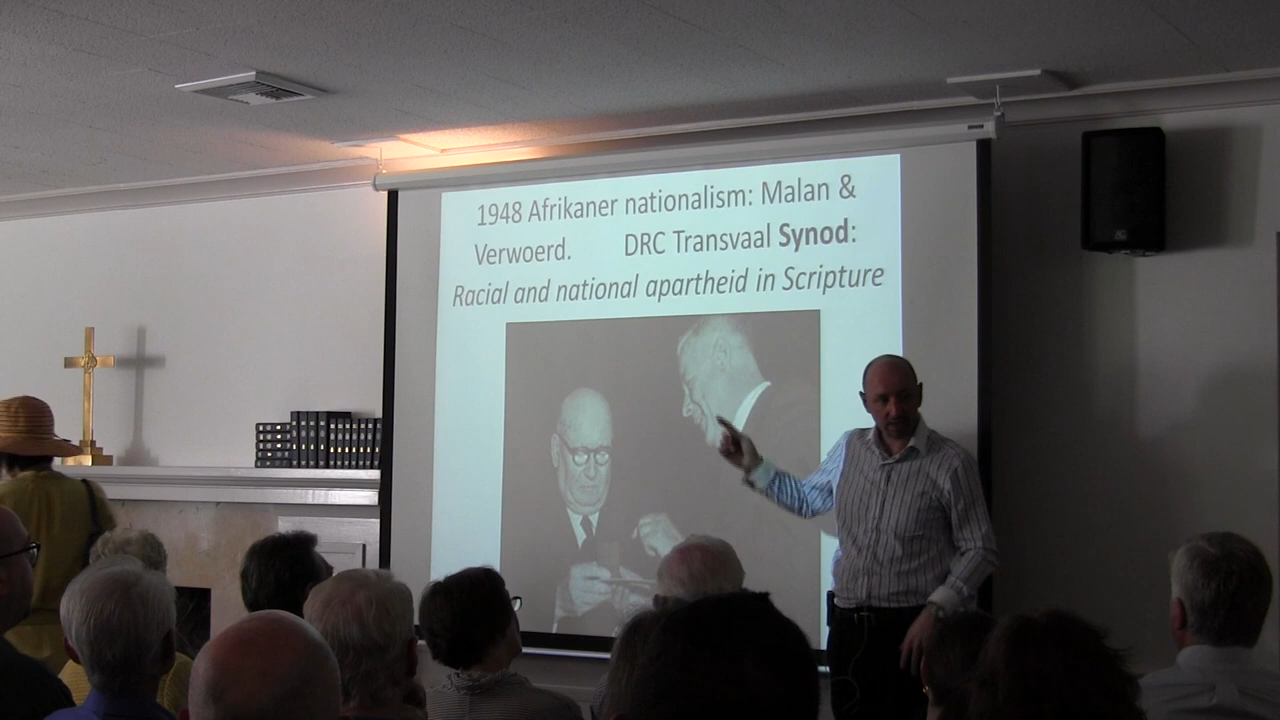 1948 Afrikaner nationalism: Malan &
Verwoerd. DRC Transvaal Synod:
Racial and national apartheid in Scripture